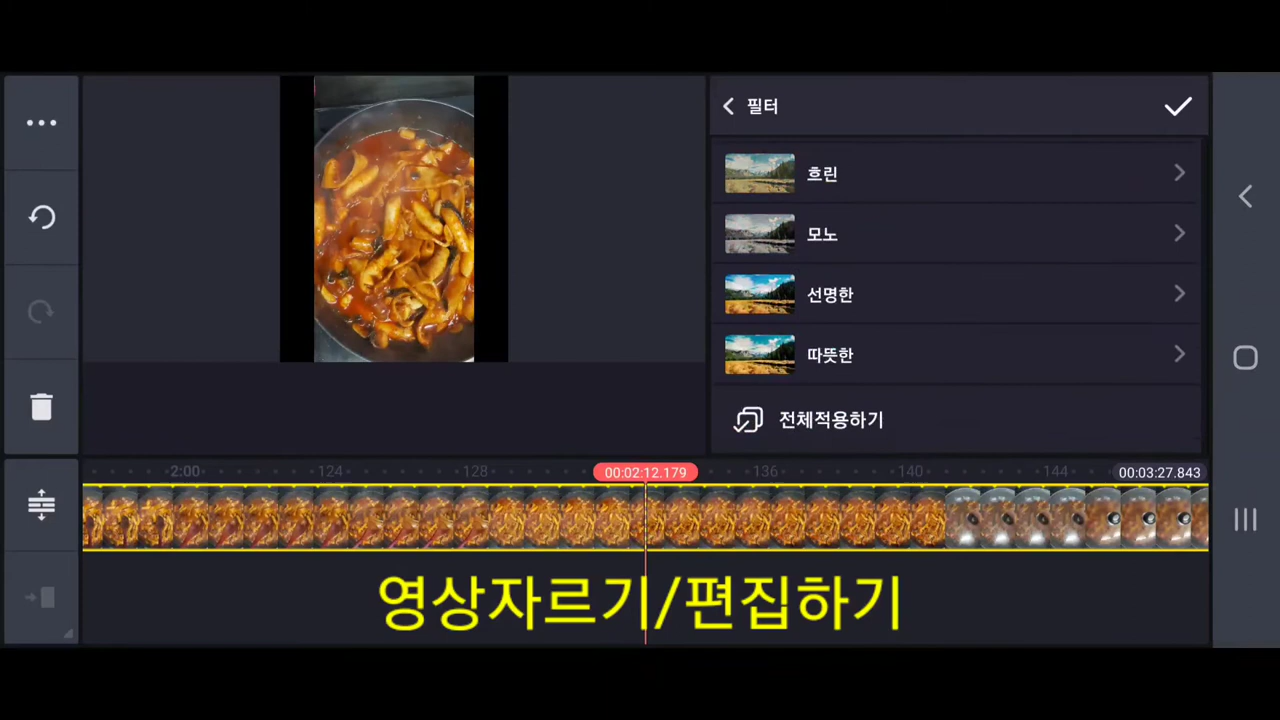 필터
흐린
모노
선명한
따뜻한
전체적용하기
2:00 124 128 00:02:12.179 136 140 144 00:03:27.843
영상자르기/편집하기